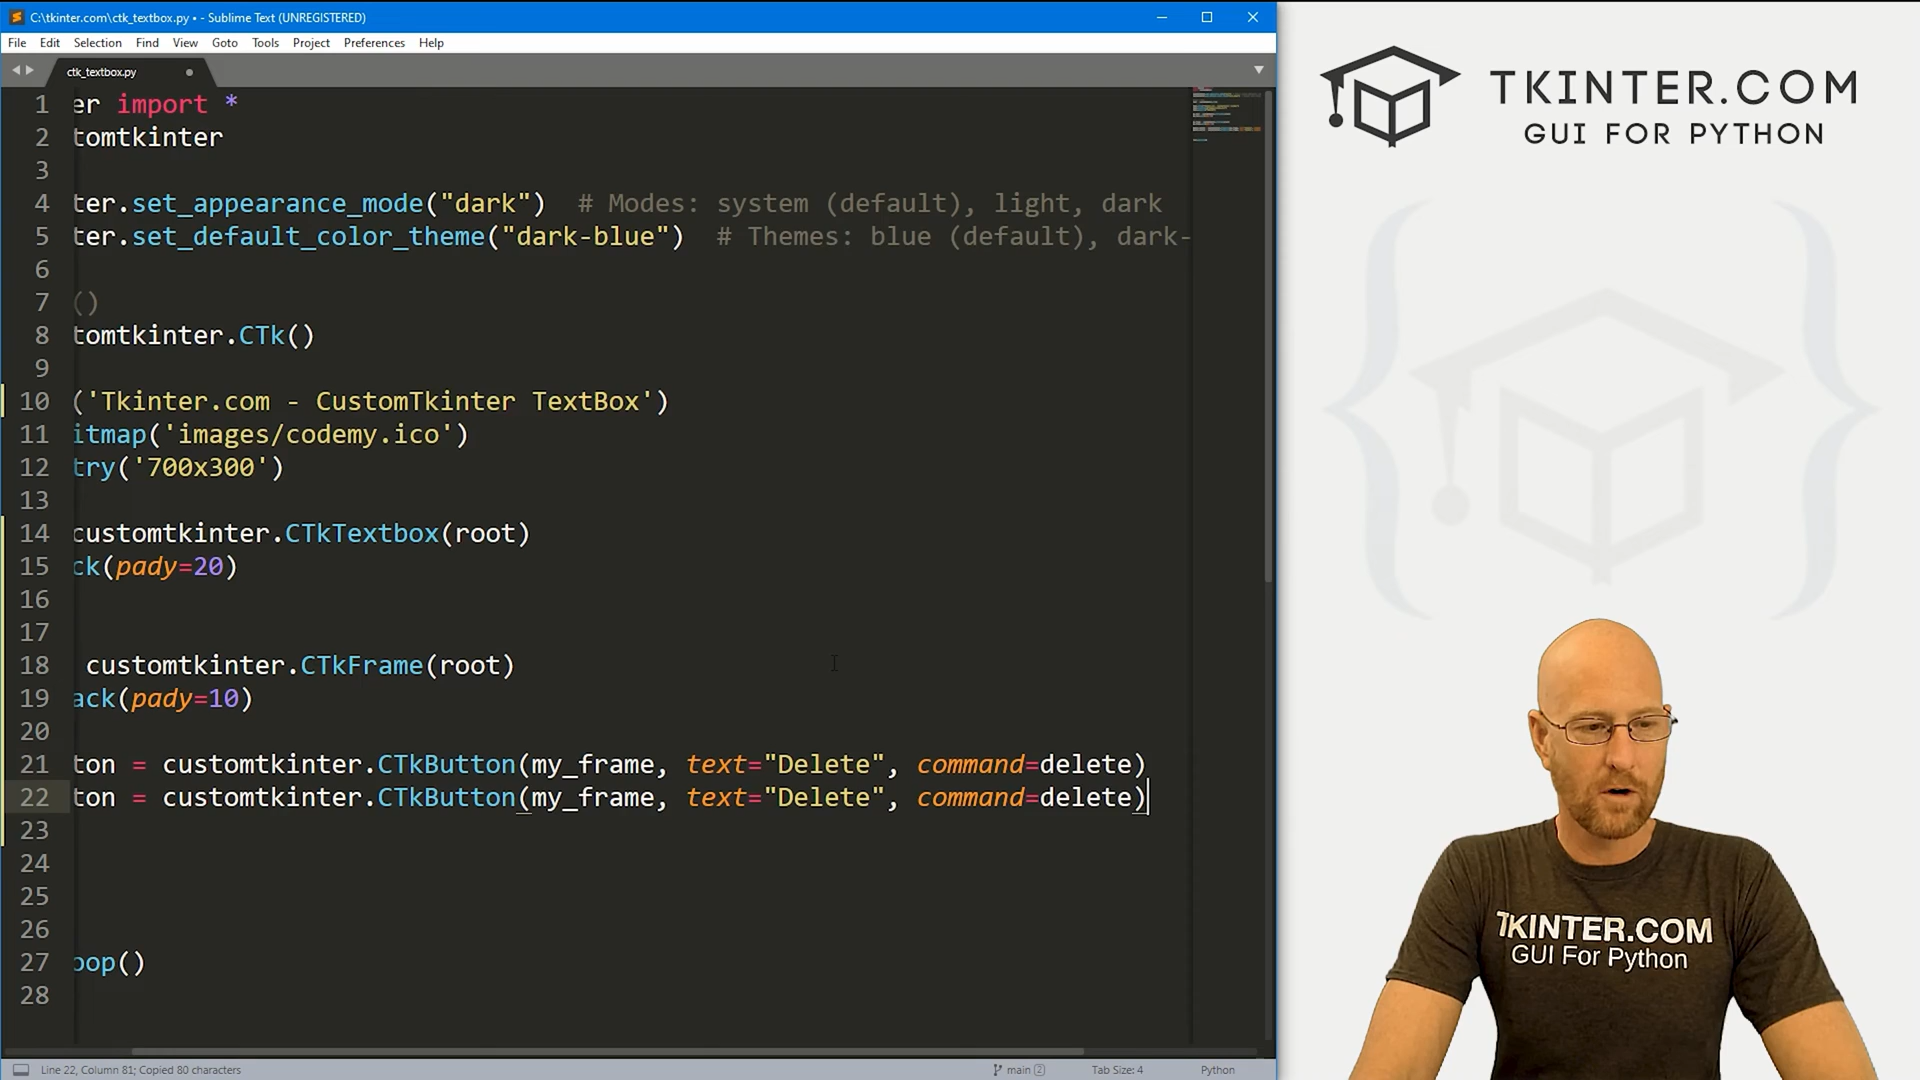 C:\tkinter.com\ctk_textbox.py • - Sublime Text (UNREGISTERED)
File Edit Selection Find View Goto Tools Project Preferences Help
ctk_textbox.py
1 er import *
2 tomtkinter
3
4 ter.set_appearance_mode("dark")  # Modes: system (default), light, dark
5 ter.set_default_color_theme("dark-blue")  # Themes: blue (default), dark-
6
7 ()
8 tomtkinter.CTk()
9
10 ('Tkinter.com - CustomTkinter TextBox')
11 itmap('images/codemy.ico')
12 try('700x300')
13
14 customtkinter.CTkTextbox(root)
15 ck(pady=20)
16
17
18 customtkinter.CTkFrame(root)
19 ack(pady=10)
20
21 ton = customtkinter.CTkButton(my_frame, text="Delete", command=delete)
22 ton = customtkinter.CTkButton(my_frame, text="Delete", command=delete)
23
24
25
26
27 oop()
28
Line 22, Column 81; Copied 80 characters
main 2
Tab Size: 4
Python
TKINTER.COM
GUI FOR PYTHON
TKINTER.COM
GUI For Python